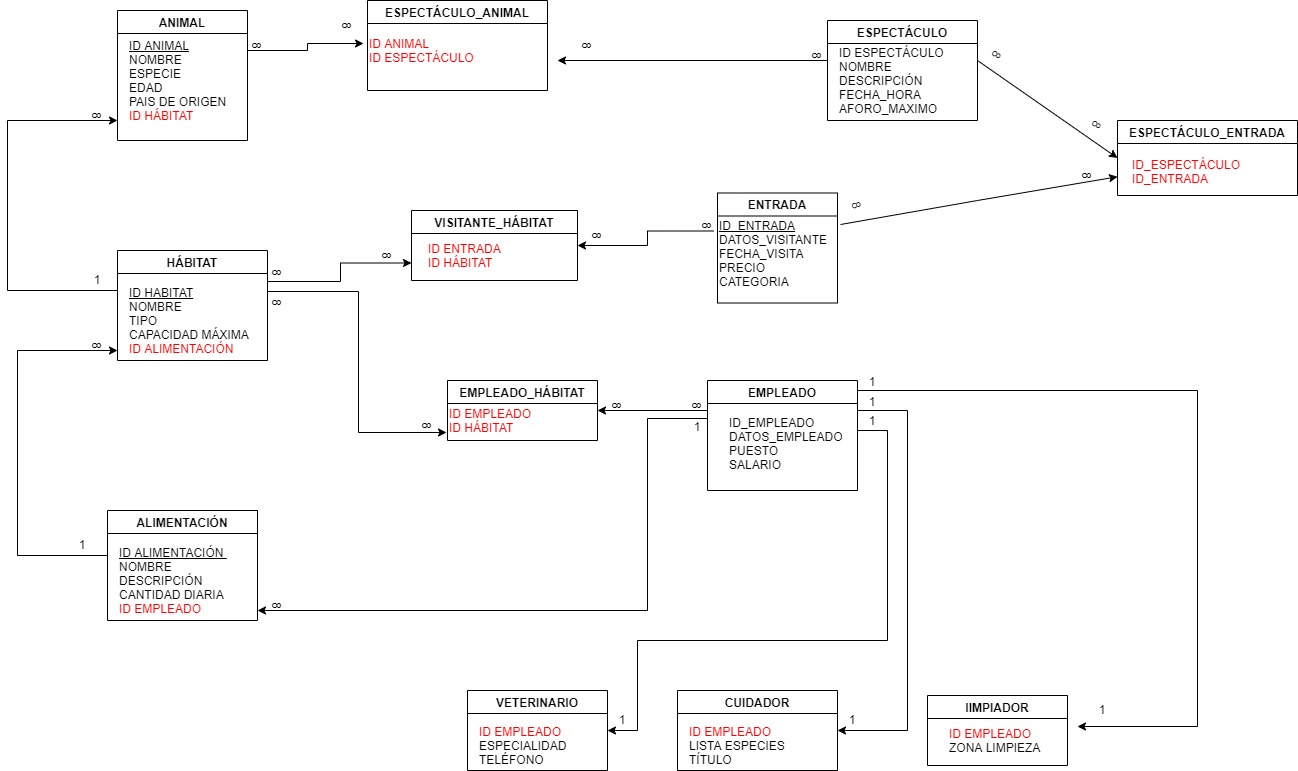 ANIMAL
ID ANIMAL
NOMBRE
ESPECIE
EDAD
PAIS DE ORIGEN
ID HÁBITAT
∞
∞
∞
ESPECTÁCULO_ANIMAL
ID ANIMAL
ID ESPECTÁCULO
∞
∞
ESPECTÁCULO
ID ESPECTÁCULO
NOMBRE
DESCRIPCIÓN
FECHA_HORA
AFORO_MAXIMO
∞
∞
ESPECTÁCULO_ENTRADA
ID_ESPECTÁCULO
ID_ENTRADA
∞
∞
ENTRADA
ID_ENTRADA
DATOS_VISITANTE
FECHA_VISITA
PRECIO
CATEGORIA
∞
∞
VISITANTE_HÁBITAT
ID ENTRADA
ID HÁBITAT
∞
∞
1
HÁBITAT
ID HABITAT
NOMBRE
TIPO
CAPACIDAD MÁXIMA
ID ALIMENTACIÓN
∞
∞
∞
EMPLEADO_HÁBITAT
ID EMPLEADO
ID HÁBITAT
∞
∞
1
EMPLEADO
ID_EMPLEADO
DATOS_EMPLEADO
PUESTO
SALARIO
1
1
1
1
ALIMENTACIÓN
ID ALIMENTACIÓN
NOMBRE
DESCRIPCIÓN
CANTIDAD DIARIA
ID EMPLEADO
∞
VETERINARIO
ID EMPLEADO
ESPECIALIDAD
TELÉFONO
1
CUIDADOR
ID EMPLEADO
LISTA ESPECIES
TÍTULO
1
lIMPIADOR
ID EMPLEADO
ZONA LIMPIEZA
1